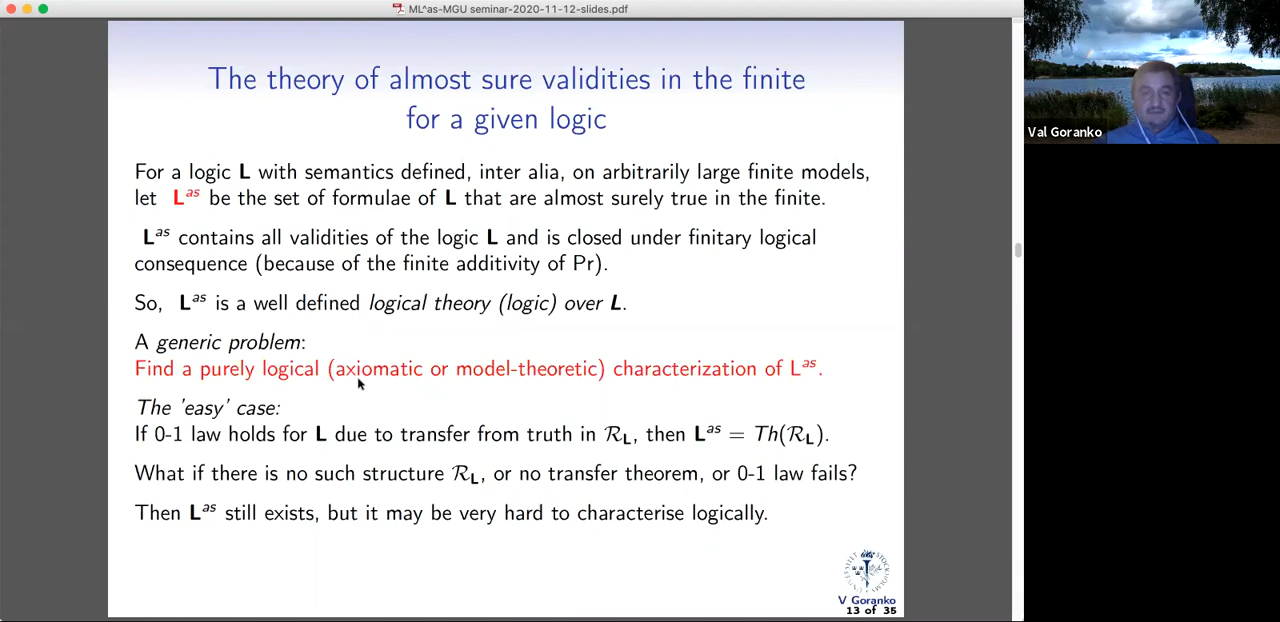 ML^as-MGU seminar-2020-11-12-slides.pdf
The theory of almost sure validities in the finite
for a given logic
For a logic L with semantics defined, inter alia, on arbitrarily large finite models,
let L^as be the set of formulae of L that are almost surely true in the finite.
L^as contains all validities of the logic L and is closed under finitary logical
consequence (because of the finite additivity of Pr).
So, L^as is a well defined logical theory (logic) over L.
A generic problem:
Find a purely logical (axiomatic or model-theoretic) characterization of L^as.
The 'easy' case:
If 0-1 law holds for L due to transfer from truth in ℛ_L, then L^as = Th(ℛ_L).
What if there is no such structure ℛ_L, or no transfer theorem, or 0-1 law fails?
Then L^as still exists, but it may be very hard to characterise logically.
V Goranko
13 of 35
Val Goranko